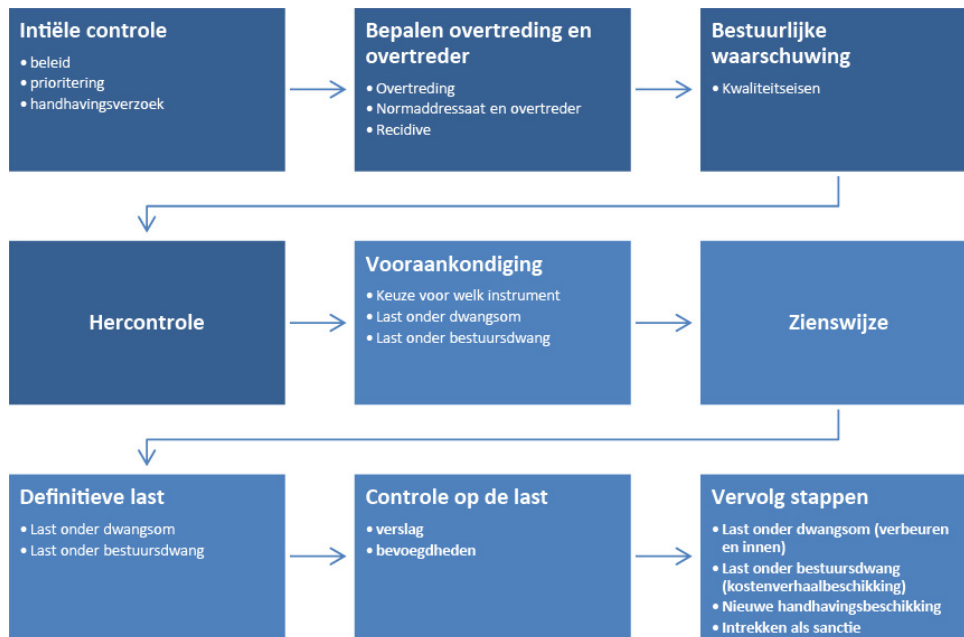 Intiële controle
• beleid
• prioritering
• handhavingsverzoek
Bepalen overtreding en
overtreder
• Overtreding
• Normaddressaat en overtreder
• Recidive
Bestuurlijke
waarschuwing
• Kwaliteitseisen
Hercontrole
Vooraankondiging
• Keuze voor welk instrument
• Last onder dwangsom
• Last onder bestuursdwang
Zienswijze
Definitieve last
• Last onder dwangsom
• Last onder bestuursdwang
Controle op de last
• verslag
• bevoegdheden
Vervolg stappen
• Last onder dwangsom (verbeuren
en innen)
• Last onder bestuursdwang
(kostenverhaalbeschikking)
• Nieuwe handhavingsbeschikking
• Intrekken als sanctie